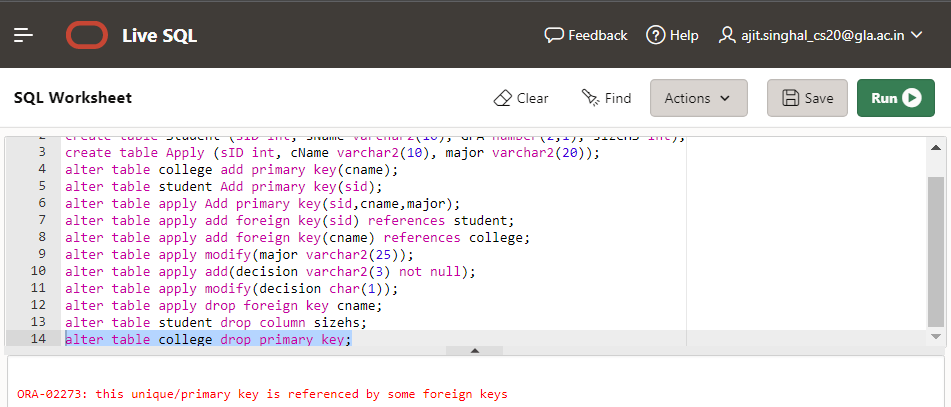 Live SQL
Feedback
Help
ajit.singhal_cs20@gla.ac.in
SQL Worksheet
Clear
Find
Actions
Save
Run
2 create table Student (sID int, sName varchar2(10), GPA number(2,1), sizeHS int);
3 create table Apply (sID int, cName varchar2(10), major varchar2(20));
4 alter table college add primary key(cname);
5 alter table student Add primary key(sid);
6 alter table apply Add primary key(sid,cname,major);
7 alter table apply add foreign key(sid) references student;
8 alter table apply add foreign key(cname) references college;
9 alter table apply modify(major varchar2(25));
10 alter table apply add(decision varchar2(3) not null);
11 alter table apply modify(decision char(1));
12 alter table apply drop foreign key cname;
13 alter table student drop column sizehs;
14 alter table college drop primary key;
ORA-02273: this unique/primary key is referenced by some foreign keys